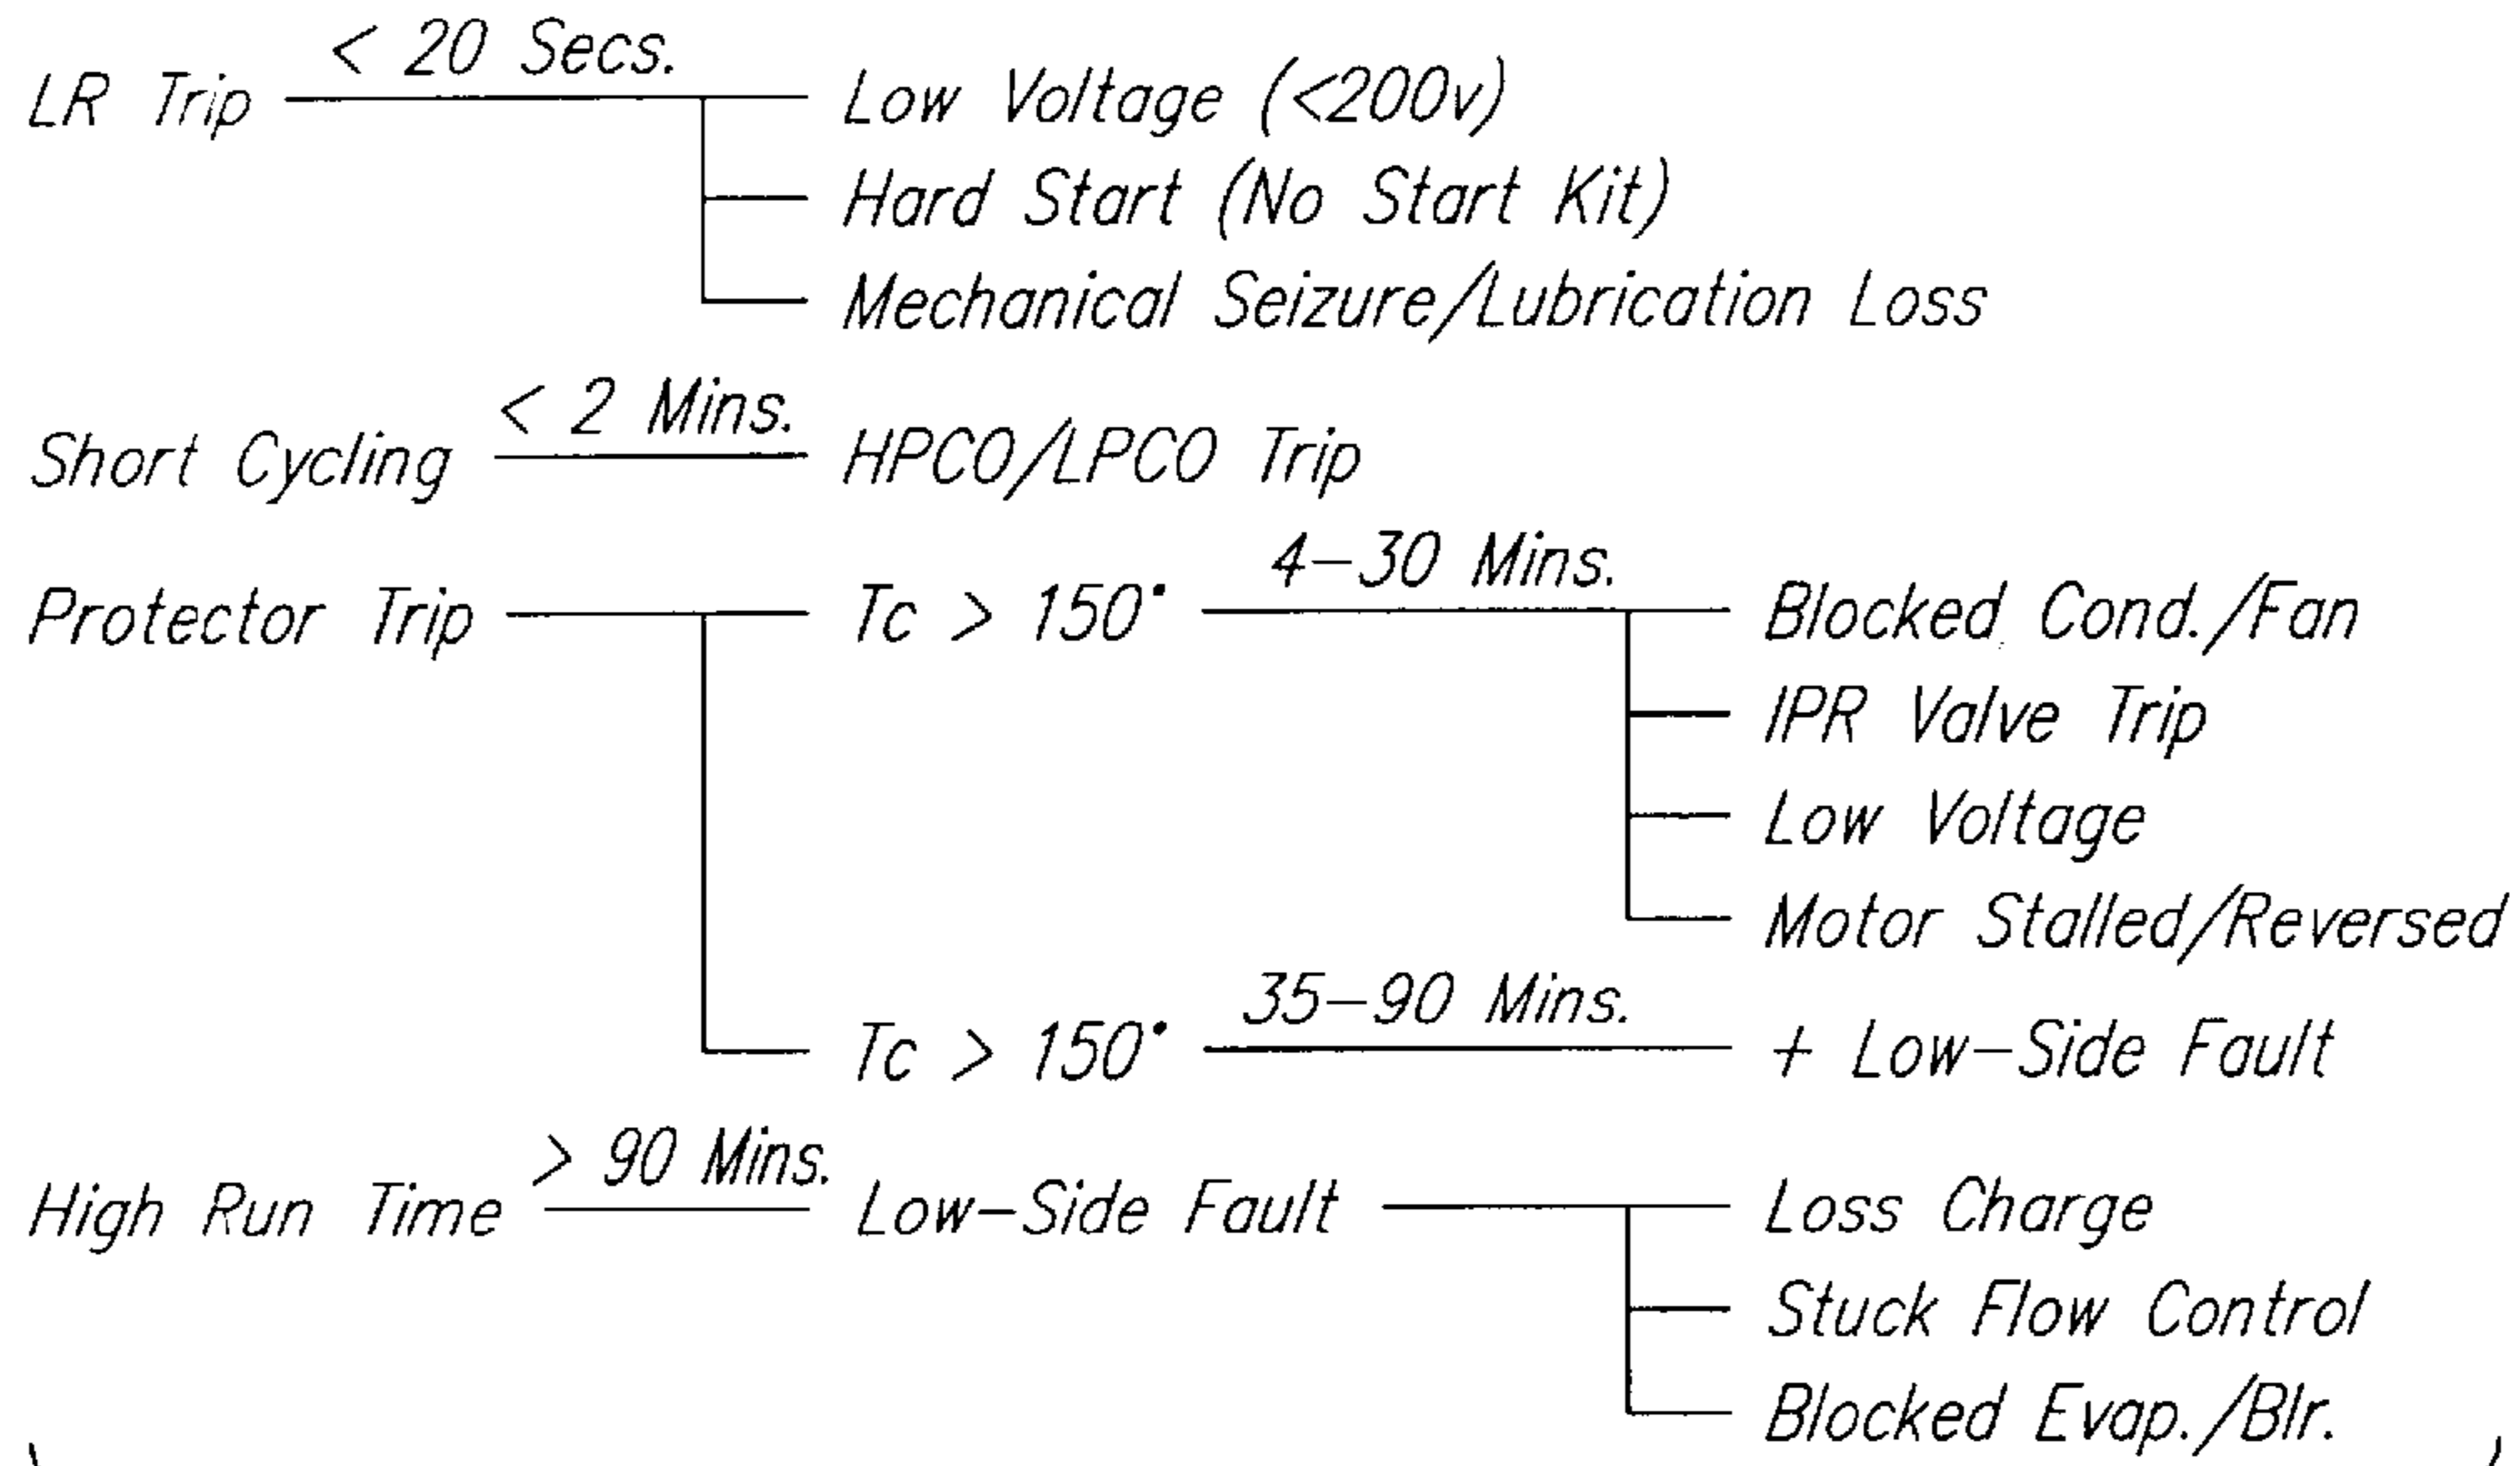 < 20 Secs.
LR Trip
Low Voltage (<200v)
Hard Start (No Start Kit)
Mechanical Seizure/Lubrication Loss
< 2 Mins.
Short Cycling
HPCO/LPCO Trip
4-30 Mins.
Protector Trip
Tc > 150°
Blocked Cond./Fan
IPR Valve Trip
Low Voltage
Motor Stalled/Reversed
35-90 Mins.
Tc > 150°
+ Low-Side Fault
> 90 Mins.
High Run Time
Low-Side Fault
Loss Charge
Stuck Flow Control
Blocked Evap./Blr.